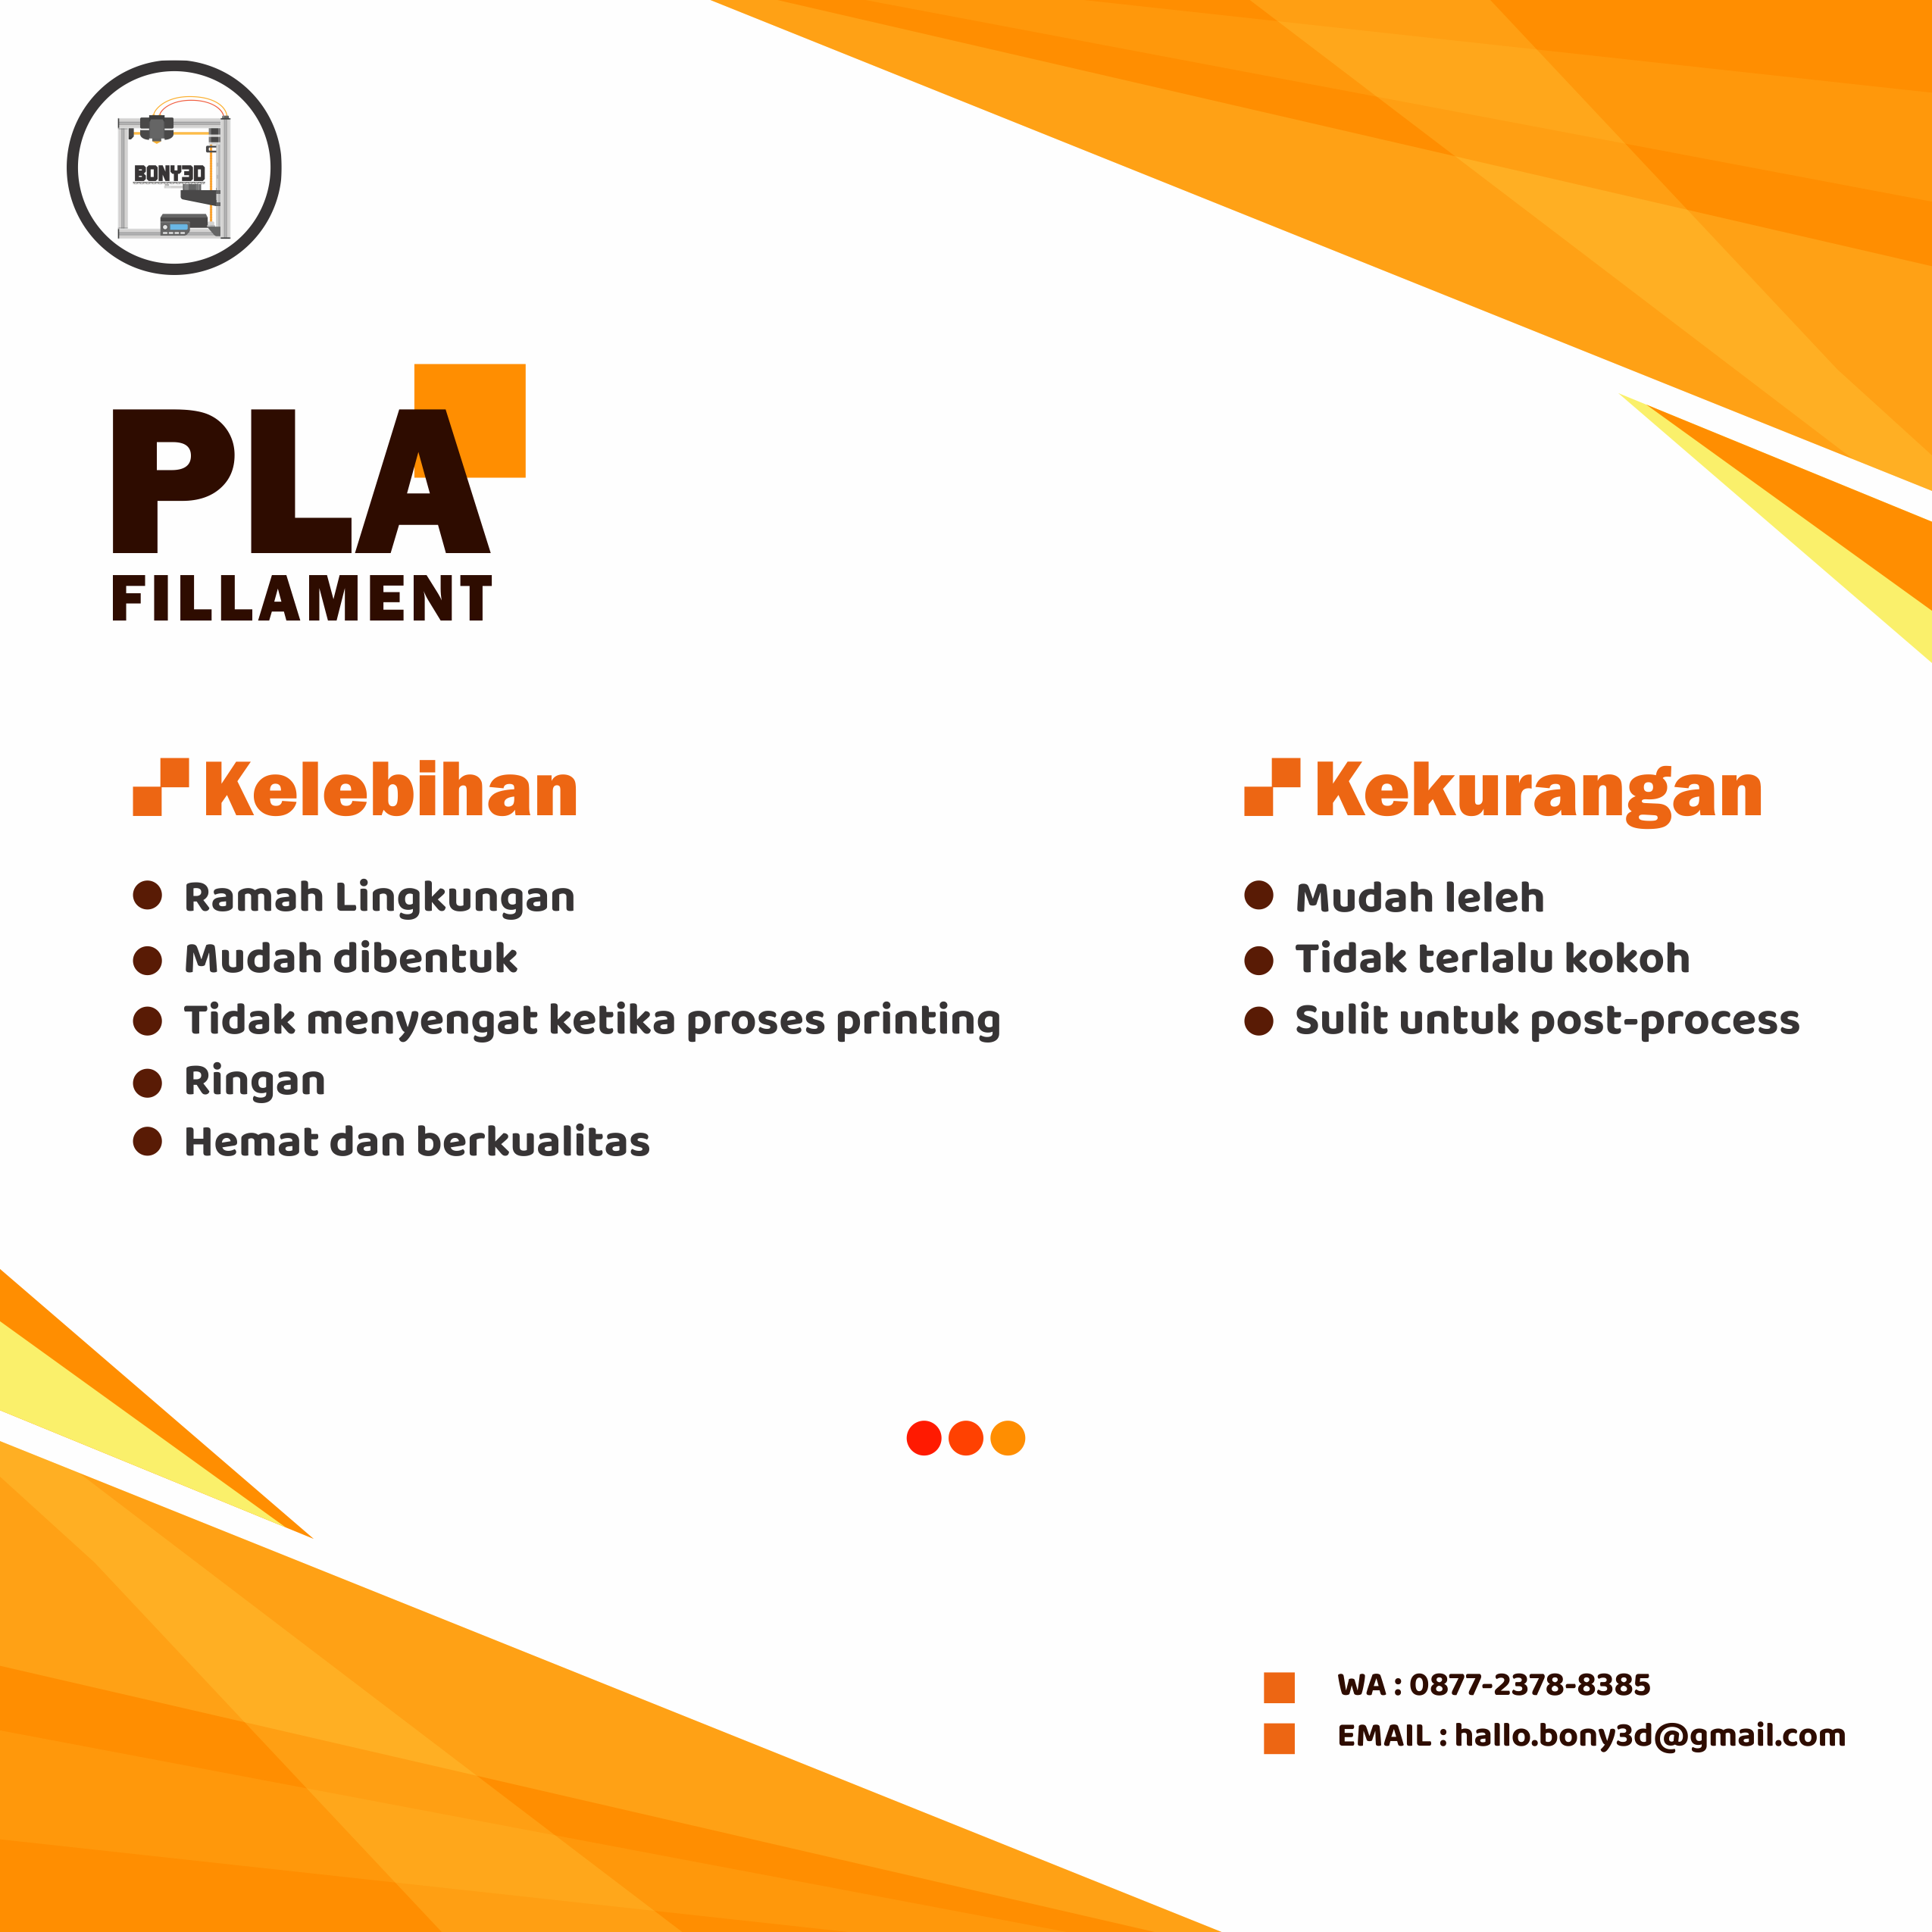 BONY3D
PLA
FILLAMENT
Kelebihan
Ramah Lingkungan
Mudah dibentuk
Tidak menyengat ketika proses printing
Ringan
Hemat dan berkualitas
Kekurangan
Mudah leleh
Tidak terlalu kokoh
Sulit untuk post-process
WA : 0877-2378-8385
EMAIL : hallo.bony3d@gmail.com